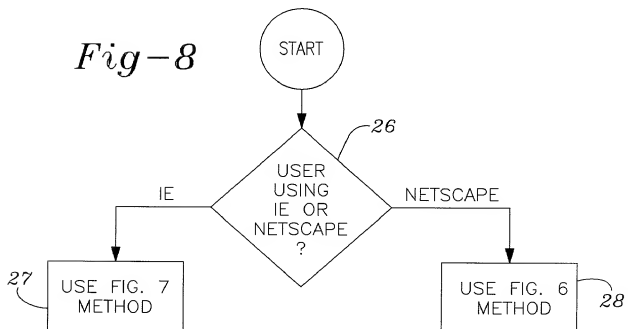 Fig-8
START
26
USER
USING
IE OR
NETSCAPE
?
IE
NETSCAPE
27
USE FIG. 7
METHOD
USE FIG. 6
METHOD
28